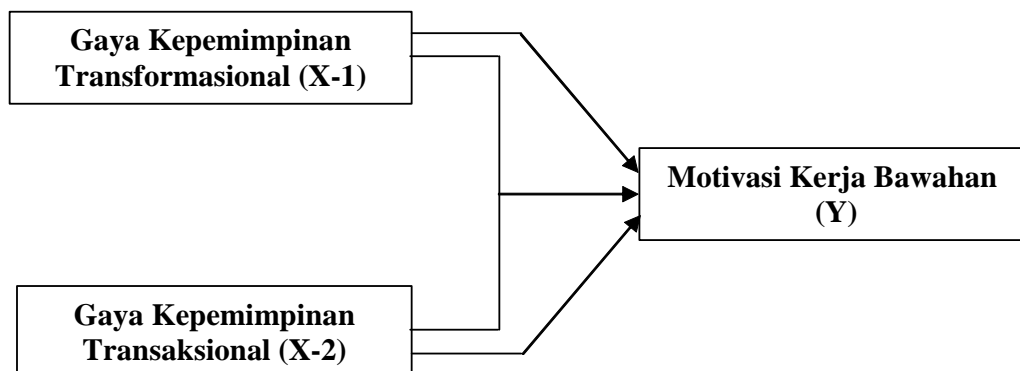 Gaya Kepemimpinan
Transformasional (X-1)
Motivasi Kerja Bawahan
(Y)
Gaya Kepemimpinan
Transaksional (X-2)